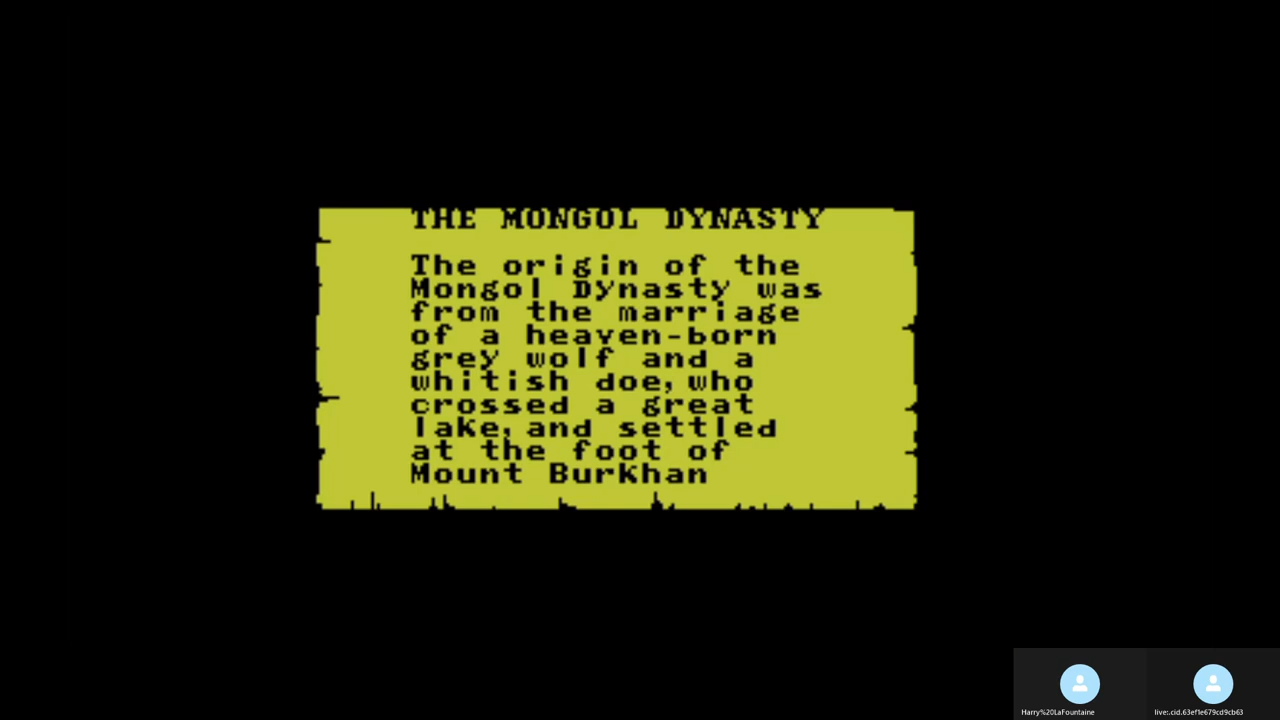 THE MONGOL DYNASTY
The origin of the
Mongol Dynasty was
from the marriage
of a heaven-born
grey wolf and a
whitish doe, who
crossed a great
lake, and settled
at the foot of
Mount Burkhan
Harry%20LaFountaine
live:.cid.63ef1e679cd9cb63